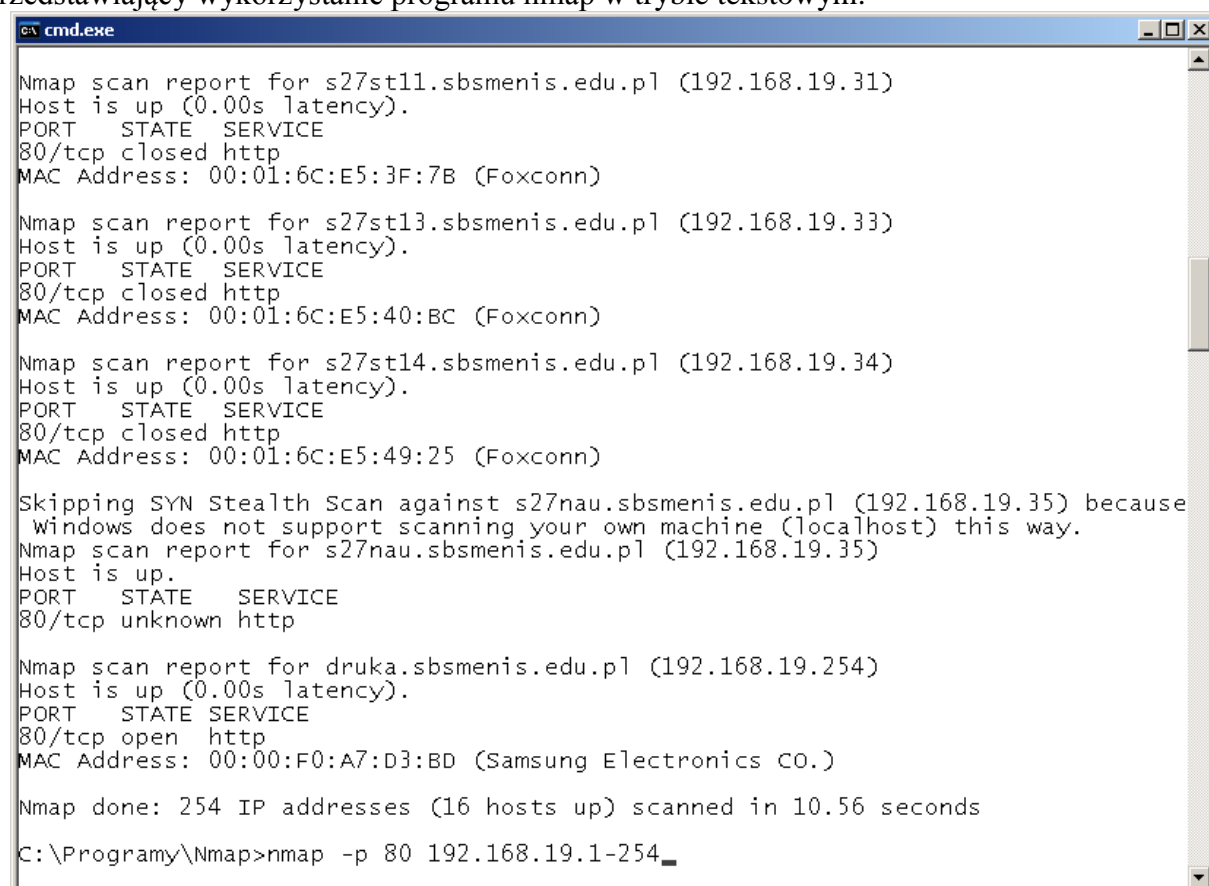 rzedstawiający wykorzystanie programu nmap w trybie tekstowym.
cmd.exe
Nmap scan report for s27st11.sbsmenis.edu.pl (192.168.19.31)
Host is up (0.00s latency).
PORT   STATE  SERVICE
80/tcp closed http
MAC Address: 00:01:6C:E5:3F:7B (Foxconn)
Nmap scan report for s27st13.sbsmenis.edu.pl (192.168.19.33)
Host is up (0.00s latency).
PORT   STATE  SERVICE
80/tcp closed http
MAC Address: 00:01:6C:E5:40:BC (Foxconn)
Nmap scan report for s27st14.sbsmenis.edu.pl (192.168.19.34)
Host is up (0.00s latency).
PORT   STATE  SERVICE
80/tcp closed http
MAC Address: 00:01:6C:E5:49:25 (Foxconn)
Skipping SYN Stealth Scan against s27nau.sbsmenis.edu.pl (192.168.19.35) because
 Windows does not support scanning your own machine (localhost) this way.
Nmap scan report for s27nau.sbsmenis.edu.pl (192.168.19.35)
Host is up.
PORT   STATE   SERVICE
80/tcp unknown http
Nmap scan report for druka.sbsmenis.edu.pl (192.168.19.254)
Host is up (0.00s latency).
PORT   STATE SERVICE
80/tcp open  http
MAC Address: 00:00:F0:A7:D3:BD (Samsung Electronics CO.)
Nmap done: 254 IP addresses (16 hosts up) scanned in 10.56 seconds
C:\Programy\Nmap>nmap -p 80 192.168.19.1-254_